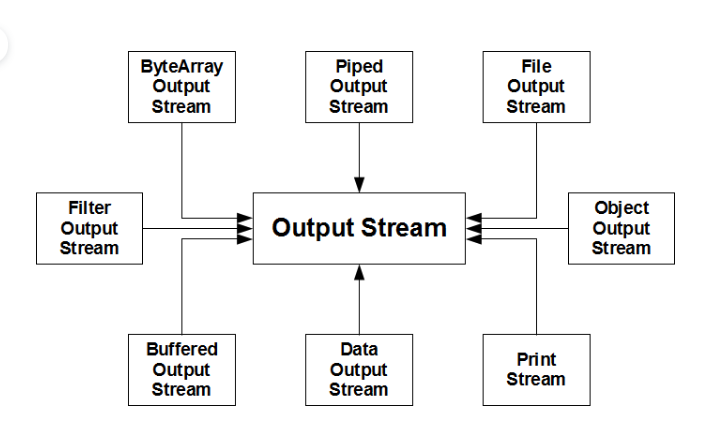 ByteArray
Output
Stream
Piped
Output
Stream
File
Output
Stream
Filter
Output
Stream
Output Stream
Object
Output
Stream
Buffered
Output
Stream
Data
Output
Stream
Print
Stream